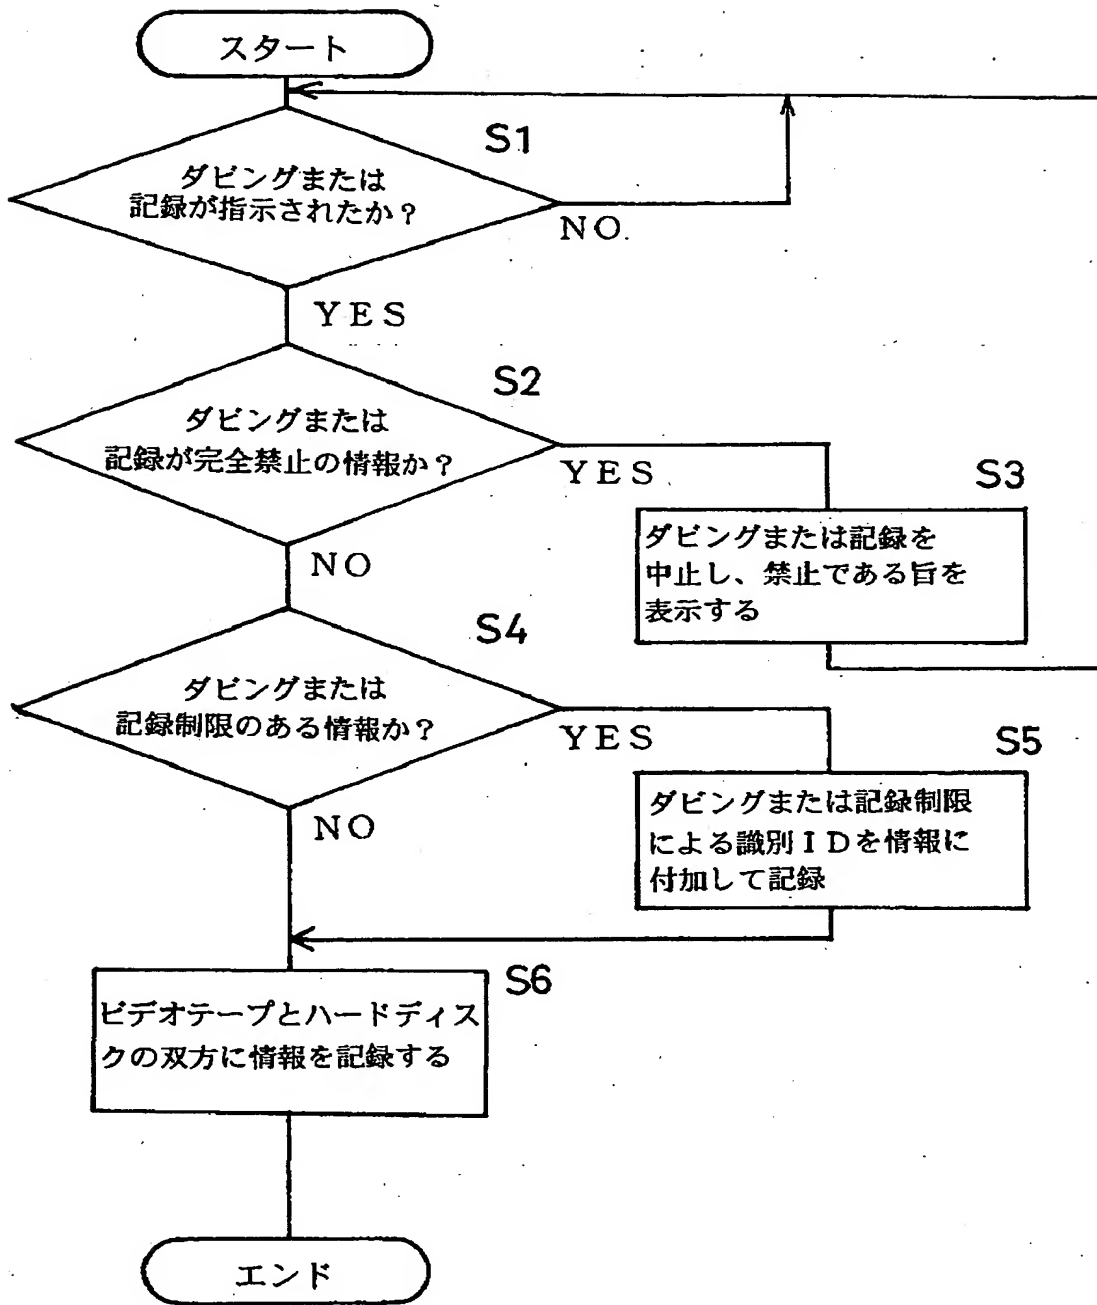 スタート
S1
ダビングまたは
記録が指示されたか？
NO
YES
S2
ダビングまたは
記録が完全禁止の情報か？
YES
S3
ダビングまたは記録を
中止し、禁止である旨を
表示する
NO
S4
ダビングまたは
記録制限のある情報か？
YES
S5
ダビングまたは記録制限
による識別IDを情報に
付加して記録
NO
S6
ビデオテープとハードディス
クの双方に情報を記録する
エンド